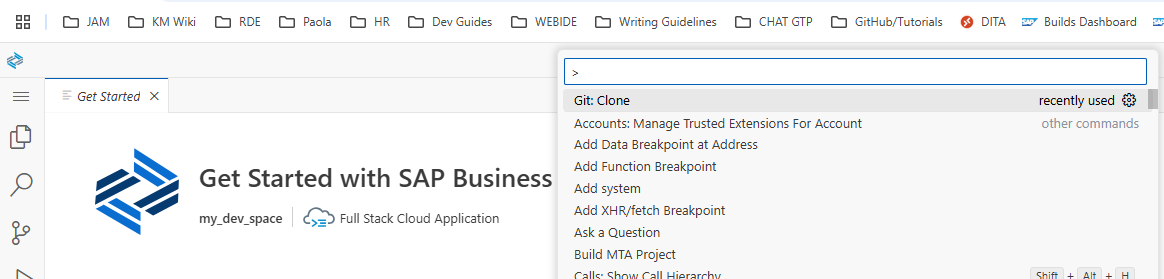 JAM KM Wiki RDE Paola HR Dev Guides WEBIDE Writing Guidelines CHAT GTP GitHub/Tutorials DITA Builds Dashboard
>
Get Started
Git: Clone recently used
Accounts: Manage Trusted Extensions For Account other commands
Add Data Breakpoint at Address
Add Function Breakpoint
Add system
Add XHR/fetch Breakpoint
Ask a Question
Build MTA Project
Calls: Show Call Hierarchy Shift + Alt + H
Get Started with SAP Business
my_dev_space Full Stack Cloud Application